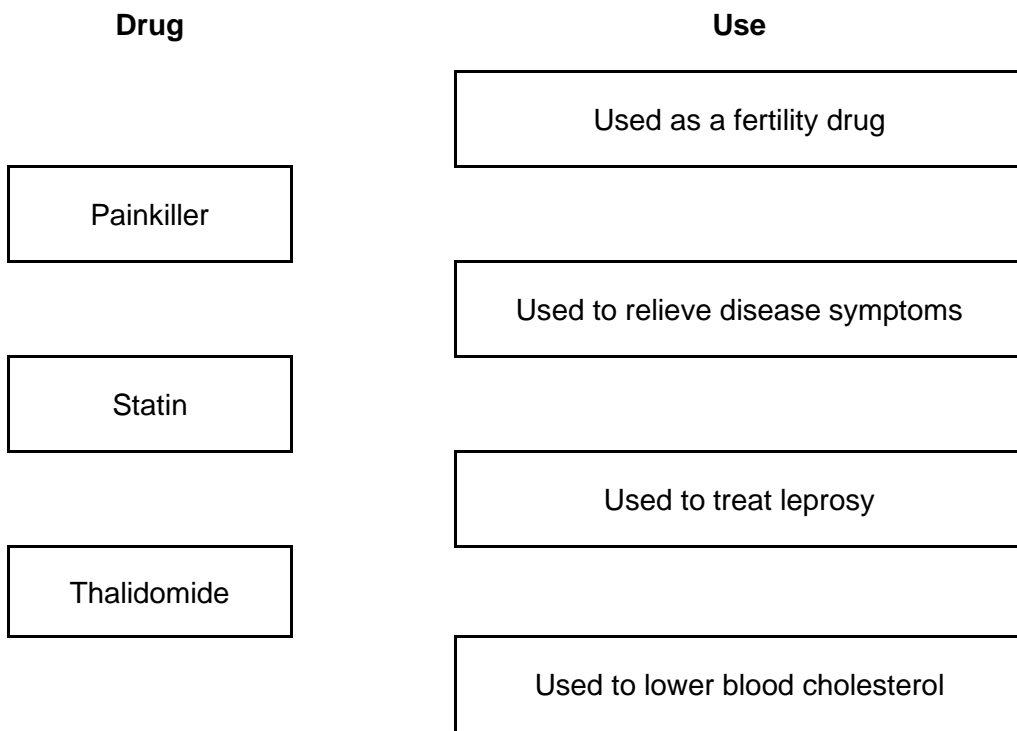 Drug
Use
Used as a fertility drug
Painkiller
Used to relieve disease symptoms
Statin
Used to treat leprosy
Thalidomide
Used to lower blood cholesterol